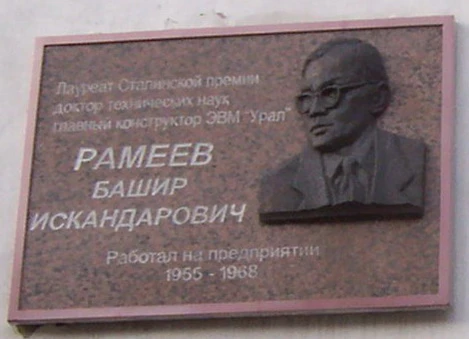 Лауреат Сталинской премии
доктор технических наук
главный конструктор ЭВМ "Урал"
РАМЕЕВ
БАШИР
ИСКАНДАРОВИЧ
Работал на предприятии
1955 - 1968